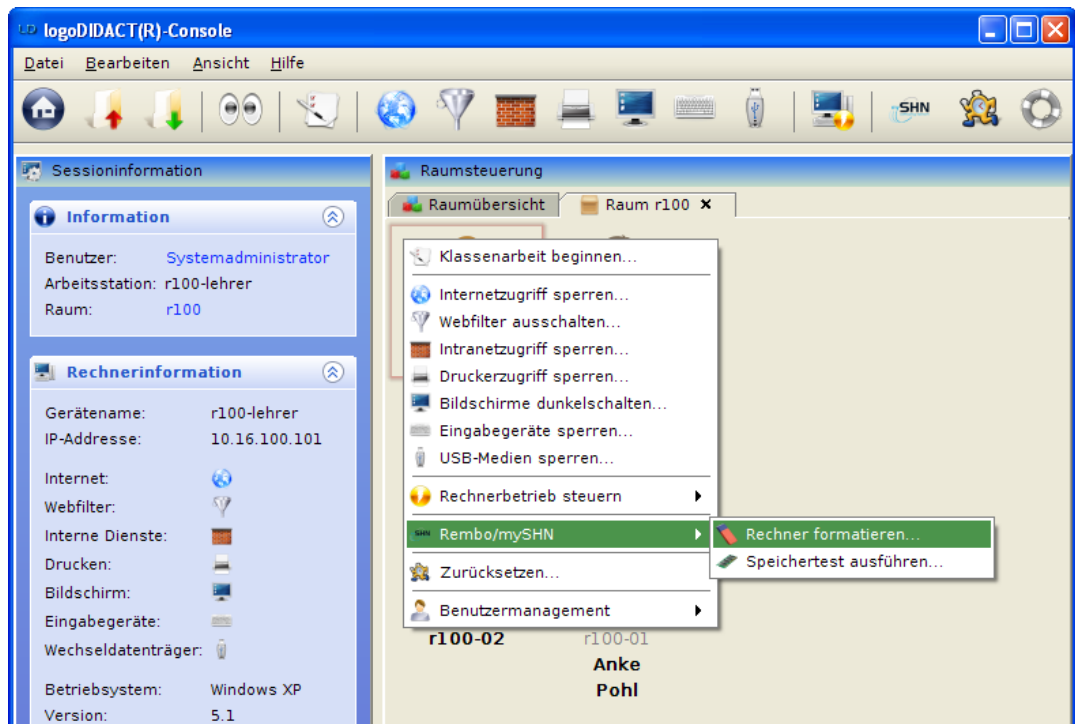 LD logoDIDACT(R)-Console
Datei Bearbeiten Ansicht Hilfe
SHN
Sessioninformation
Information
Benutzer: Systemadministrator
Arbeitsstation: r100-lehrer
Raum: r100
Rechnerinformation
Gerätename: r100-lehrer
IP-Addresse: 10.16.100.101
Internet:
Webfilter:
Interne Dienste:
Drucken:
Bildschirm:
Eingabegeräte:
Wechseldatenträger:
Betriebsystem: Windows XP
Version: 5.1
Raumsteuerung
Raumübersicht Raum r100
Klassenarbeit beginnen...
Internetzugriff sperren...
Webfilter ausschalten...
Intranetzugriff sperren...
Druckerzugriff sperren...
Bildschirme dunkelschalten...
Eingabegeräte sperren...
USB-Medien sperren...
Rechnerbetrieb steuern
SHN Rembo/mySHN
Rechner formatieren...
Speichertest ausführen...
Zurücksetzen...
Benutzermanagement
r100-02 r100-01
Anke
Pohl